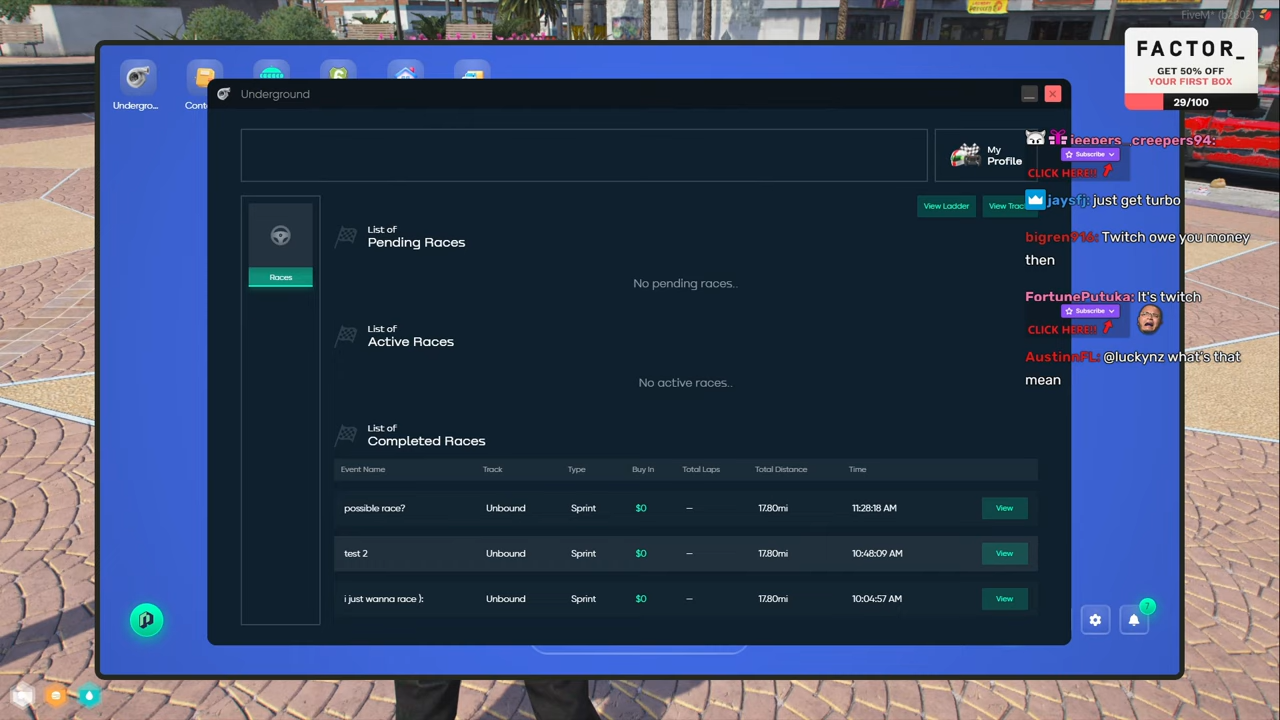 FiveM* (b2802)
FACTOR_
GET 50% OFF
YOUR FIRST BOX
29/100
Undergro...
Underground
My
Profile
View Ladder
Races
List of
Pending Races
No pending races..
List of
Active Races
No active races..
List of
Completed Races
Event Name Track Type Buy In Total Laps Total Distance Time
possible race? Unbound Sprint $0 – 17.80mi 11:28:18 AM View
test 2 Unbound Sprint $0 – 17.80mi 10:48:09 AM View
i just wanna race ): Unbound Sprint $0 – 17.80mi 10:04:57 AM View
jeepers_creepers94:
Subscribe
CLICK HERE!!
jaysfj: just get turbo
bigren916: Twitch owe you money
then
FortunePutuka: It's twitch
Subscribe
CLICK HERE!!
AustinnFL: @luckynz what's that
mean